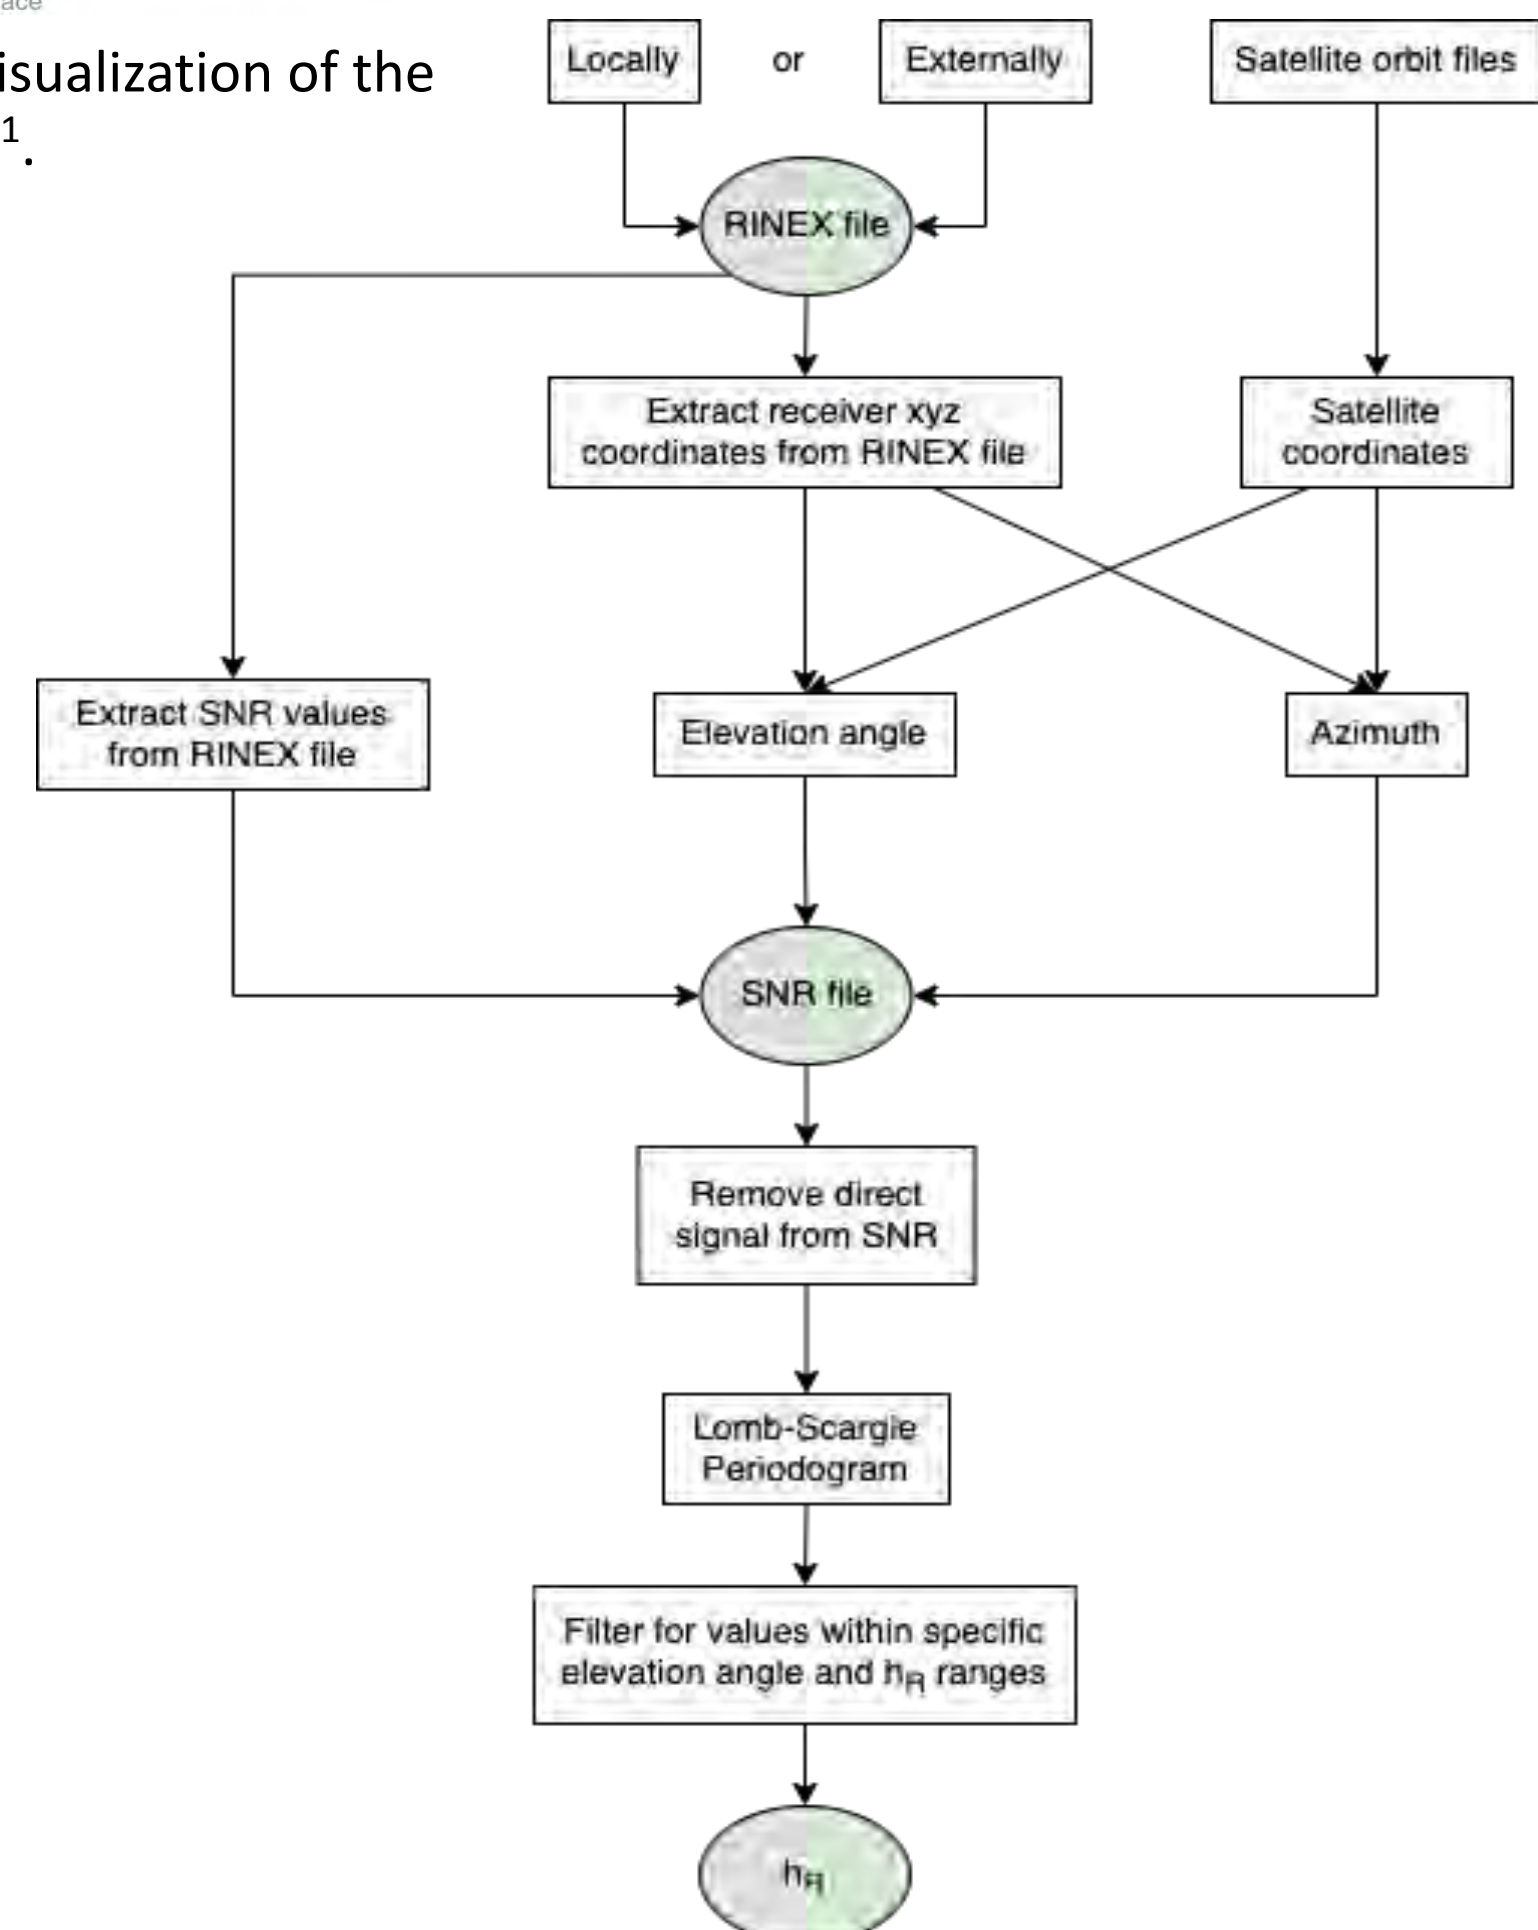 ace
isualization of the
1.
Locally or Externally Satellite orbit files
RINEX file
Extract receiver xyz
coordinates from RINEX file
Satellite
coordinates
Extract SNR values
from RINEX file
Elevation angle
Azimuth
SNR file
Remove direct
signal from SNR
Lomb-Scargle
Periodogram
Filter for values within specific
elevation angle and hR ranges
hR